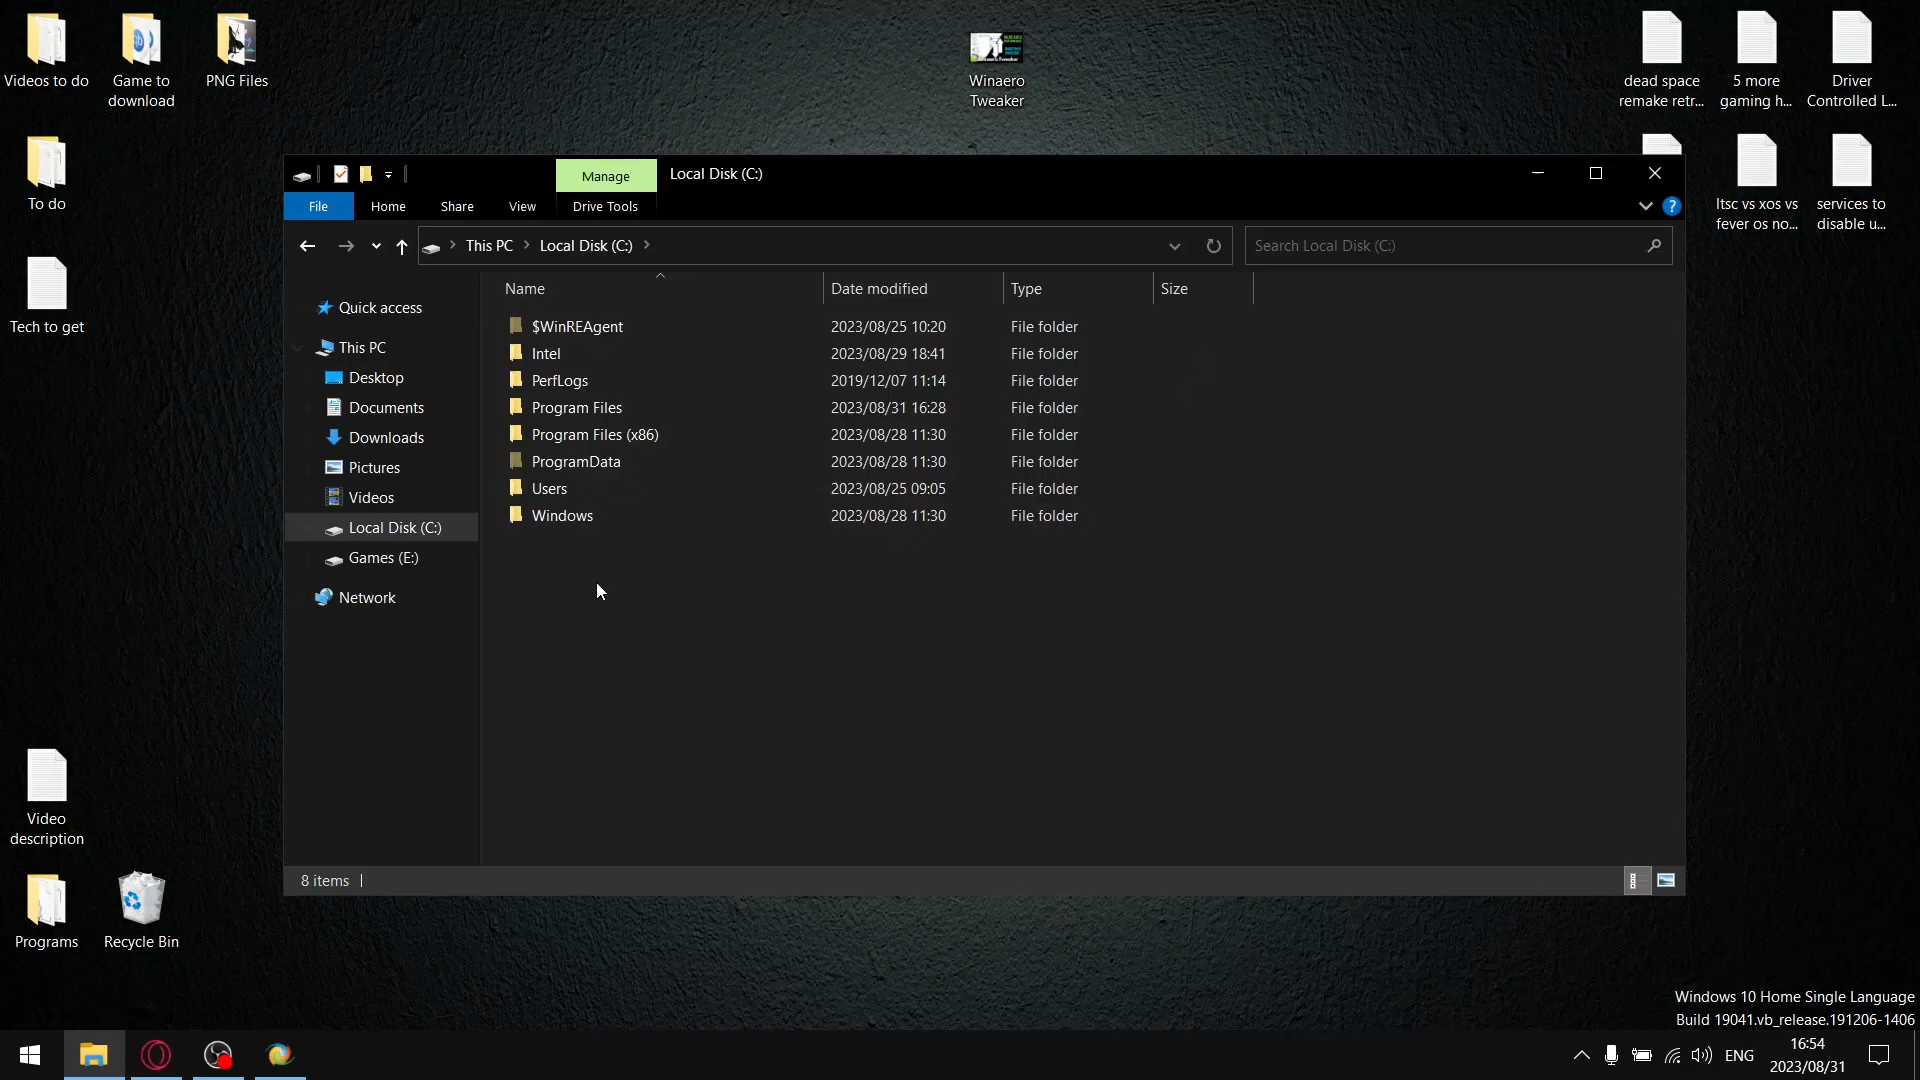 Videos to do
Game to
download
PNG Files
Winaero
Tweaker
dead space
remake retr...
5 more
gaming h...
Driver
Controlled L...
To do
ltsc vs xos vs
fever os no...
services to
disable u...
Tech to get
Manage
Local Disk (C:)
File
Home
Share
View
Drive Tools
This PC
Local Disk (C:)
Search Local Disk (C:)
Name
Date modified
Type
Size
Quick access
This PC
Desktop
Documents
Downloads
Pictures
Videos
Local Disk (C:)
Games (E:)
Network
$WinREAgent 2023/08/25 10:20 File folder
Intel 2023/08/29 18:41 File folder
PerfLogs 2019/12/07 11:14 File folder
Program Files 2023/08/31 16:28 File folder
Program Files (x86) 2023/08/28 11:30 File folder
ProgramData 2023/08/28 11:30 File folder
Users 2023/08/25 09:05 File folder
Windows 2023/08/28 11:30 File folder
8 items
Video
description
Programs
Recycle Bin
Windows 10 Home Single Language
Build 19041.vb_release.191206-1406
ENG
16:54
2023/08/31